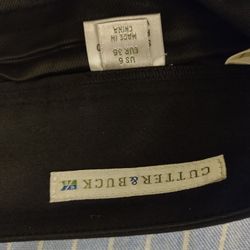 US 6
EUR 36
MADE IN
CHINA
CUTTER & BUCK